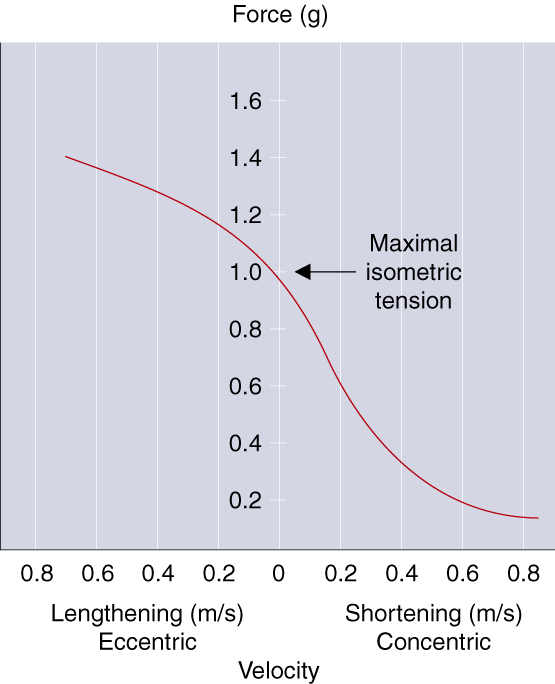 Force (g)
1.6
1.4
1.2
1.0
0.8
0.6
0.4
0.2
Maximal
isometric
tension
0.8 0.6 0.4 0.2 0 0.2 0.4 0.6 0.8
Lengthening (m/s)
Eccentric
Shortening (m/s)
Concentric
Velocity